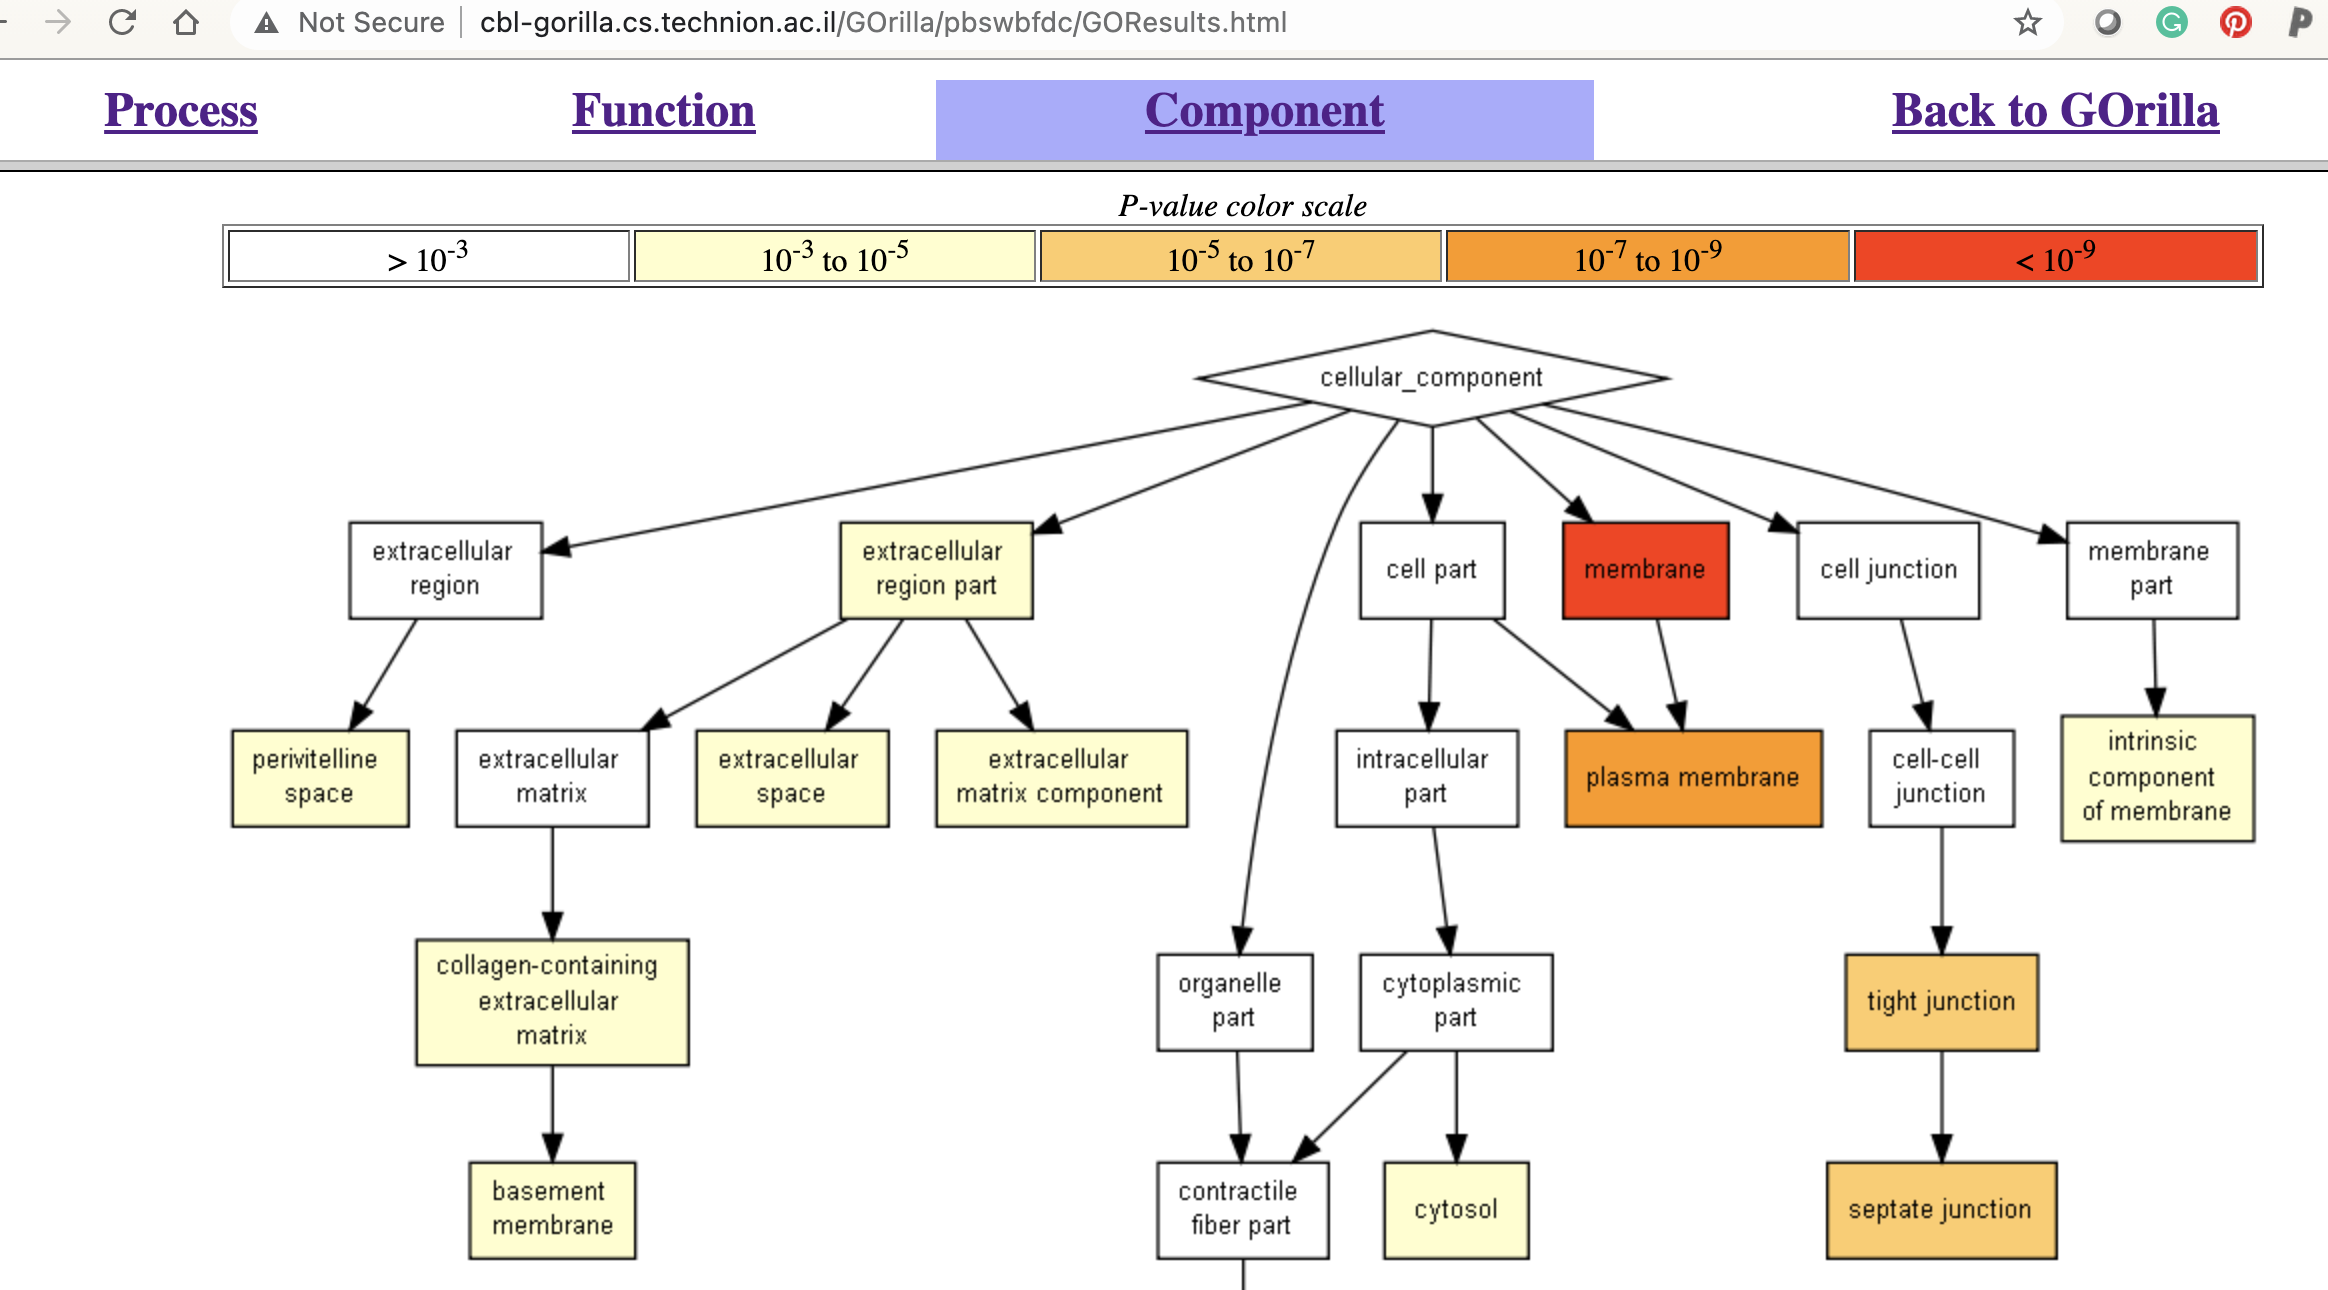 Not Secure
cbl-gorilla.cs.technion.ac.il/GOrilla/pbswbfdc/GOResults.html
Process
Function
Component
Back to GOrilla
P-value color scale
> 10⁻³
10⁻³ to 10⁻⁵
10⁻⁵ to 10⁻⁷
10⁻⁷ to 10⁻⁹
< 10⁻⁹
cellular_component
extracellular
region
extracellular
region part
cell part
membrane
cell junction
membrane
part
perivitelline
space
extracellular
matrix
extracellular
space
extracellular
matrix component
intracellular
part
plasma membrane
cell-cell
junction
intrinsic
component
of membrane
collagen-containing
extracellular
matrix
organelle
part
cytoplasmic
part
tight junction
basement
membrane
contractile
fiber part
cytosol
septate junction